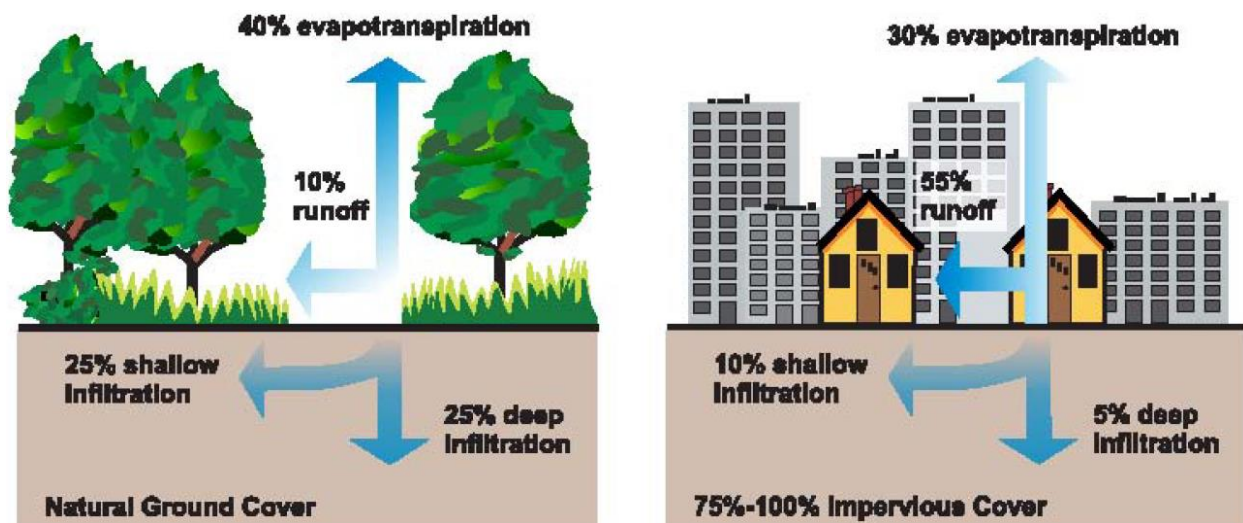 40% evapotranspiration
10%
runoff
25% shallow
infiltration
25% deep
infiltration
Natural Ground Cover
30% evapotranspiration
55%
runoff
10% shallow
infiltration
5% deep
infiltration
75%-100% Impervious Cover